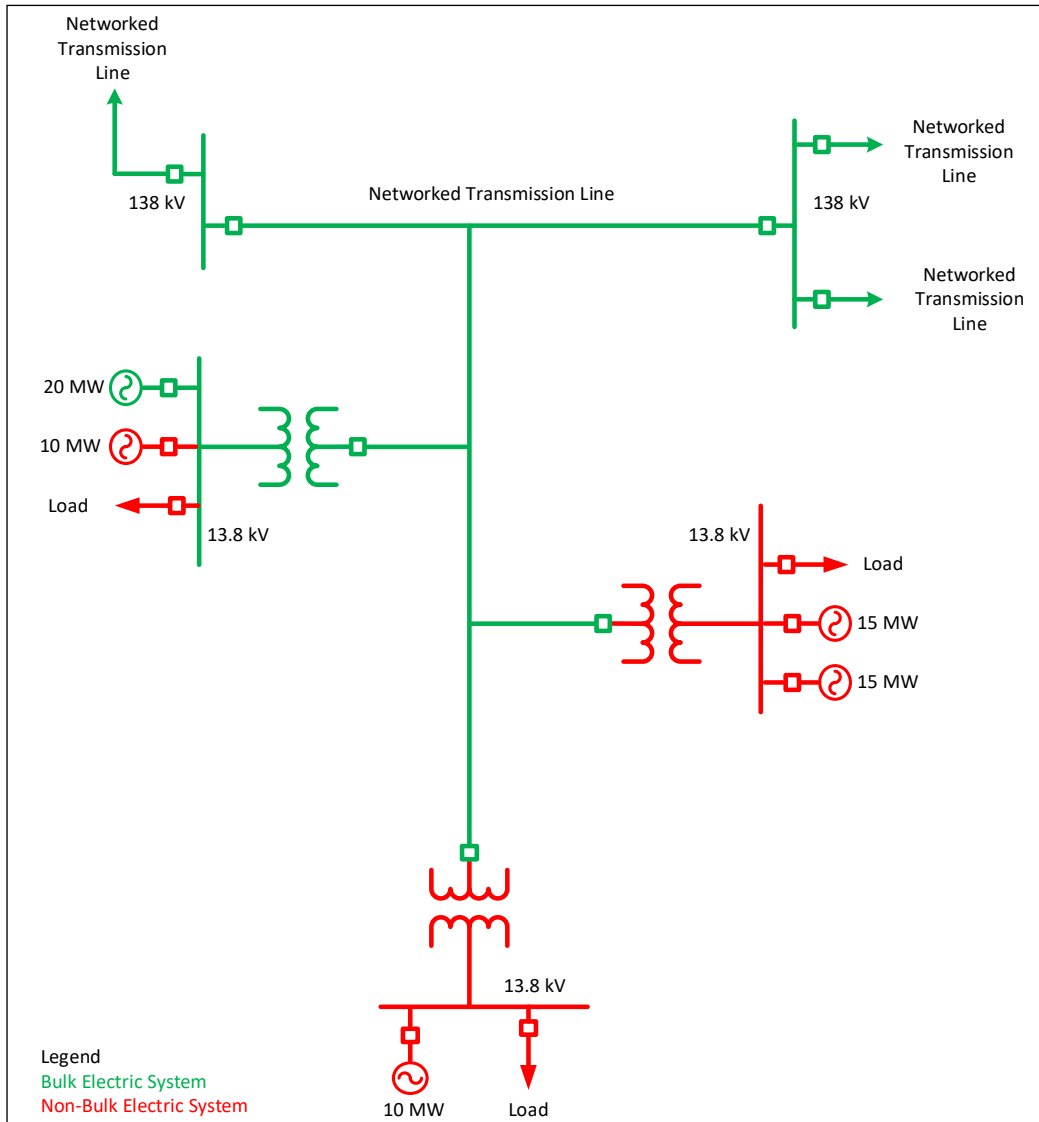 Networked
Transmission
Line
138 kV
Networked Transmission Line
Networked
Transmission
Line
138 kV
Networked
Transmission
Line
20 MW
10 MW
Load
13.8 kV
13.8 kV
Load
15 MW
15 MW
13.8 kV
10 MW
Load
Legend
Bulk Electric System
Non-Bulk Electric System